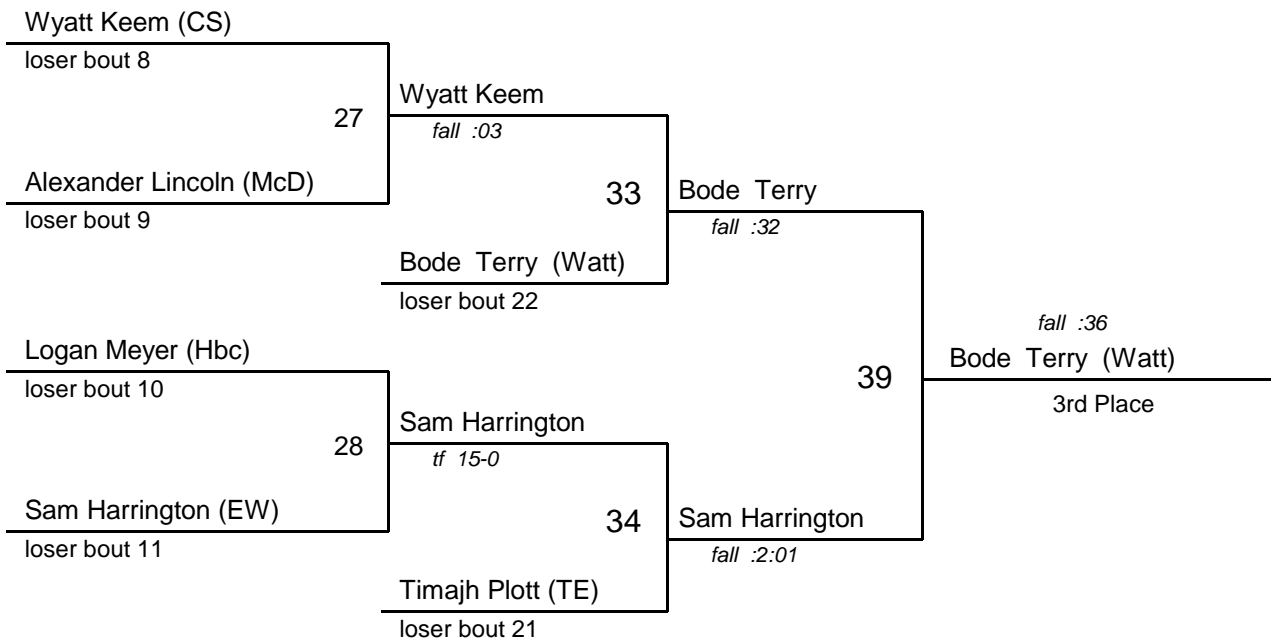 Wyatt Keem (CS)
loser bout 8
27
Wyatt Keem
fall :03
Alexander Lincoln (McD)
loser bout 9
33
Bode Terry
fall :32
Bode Terry (Watt)
loser bout 22
Logan Meyer (Hbc)
loser bout 10
28
Sam Harrington
tf 15-0
Sam Harrington (EW)
loser bout 11
34
Sam Harrington
fall :2:01
Timajh Plott (TE)
loser bout 21
39
fall :36
Bode Terry (Watt)
3rd Place